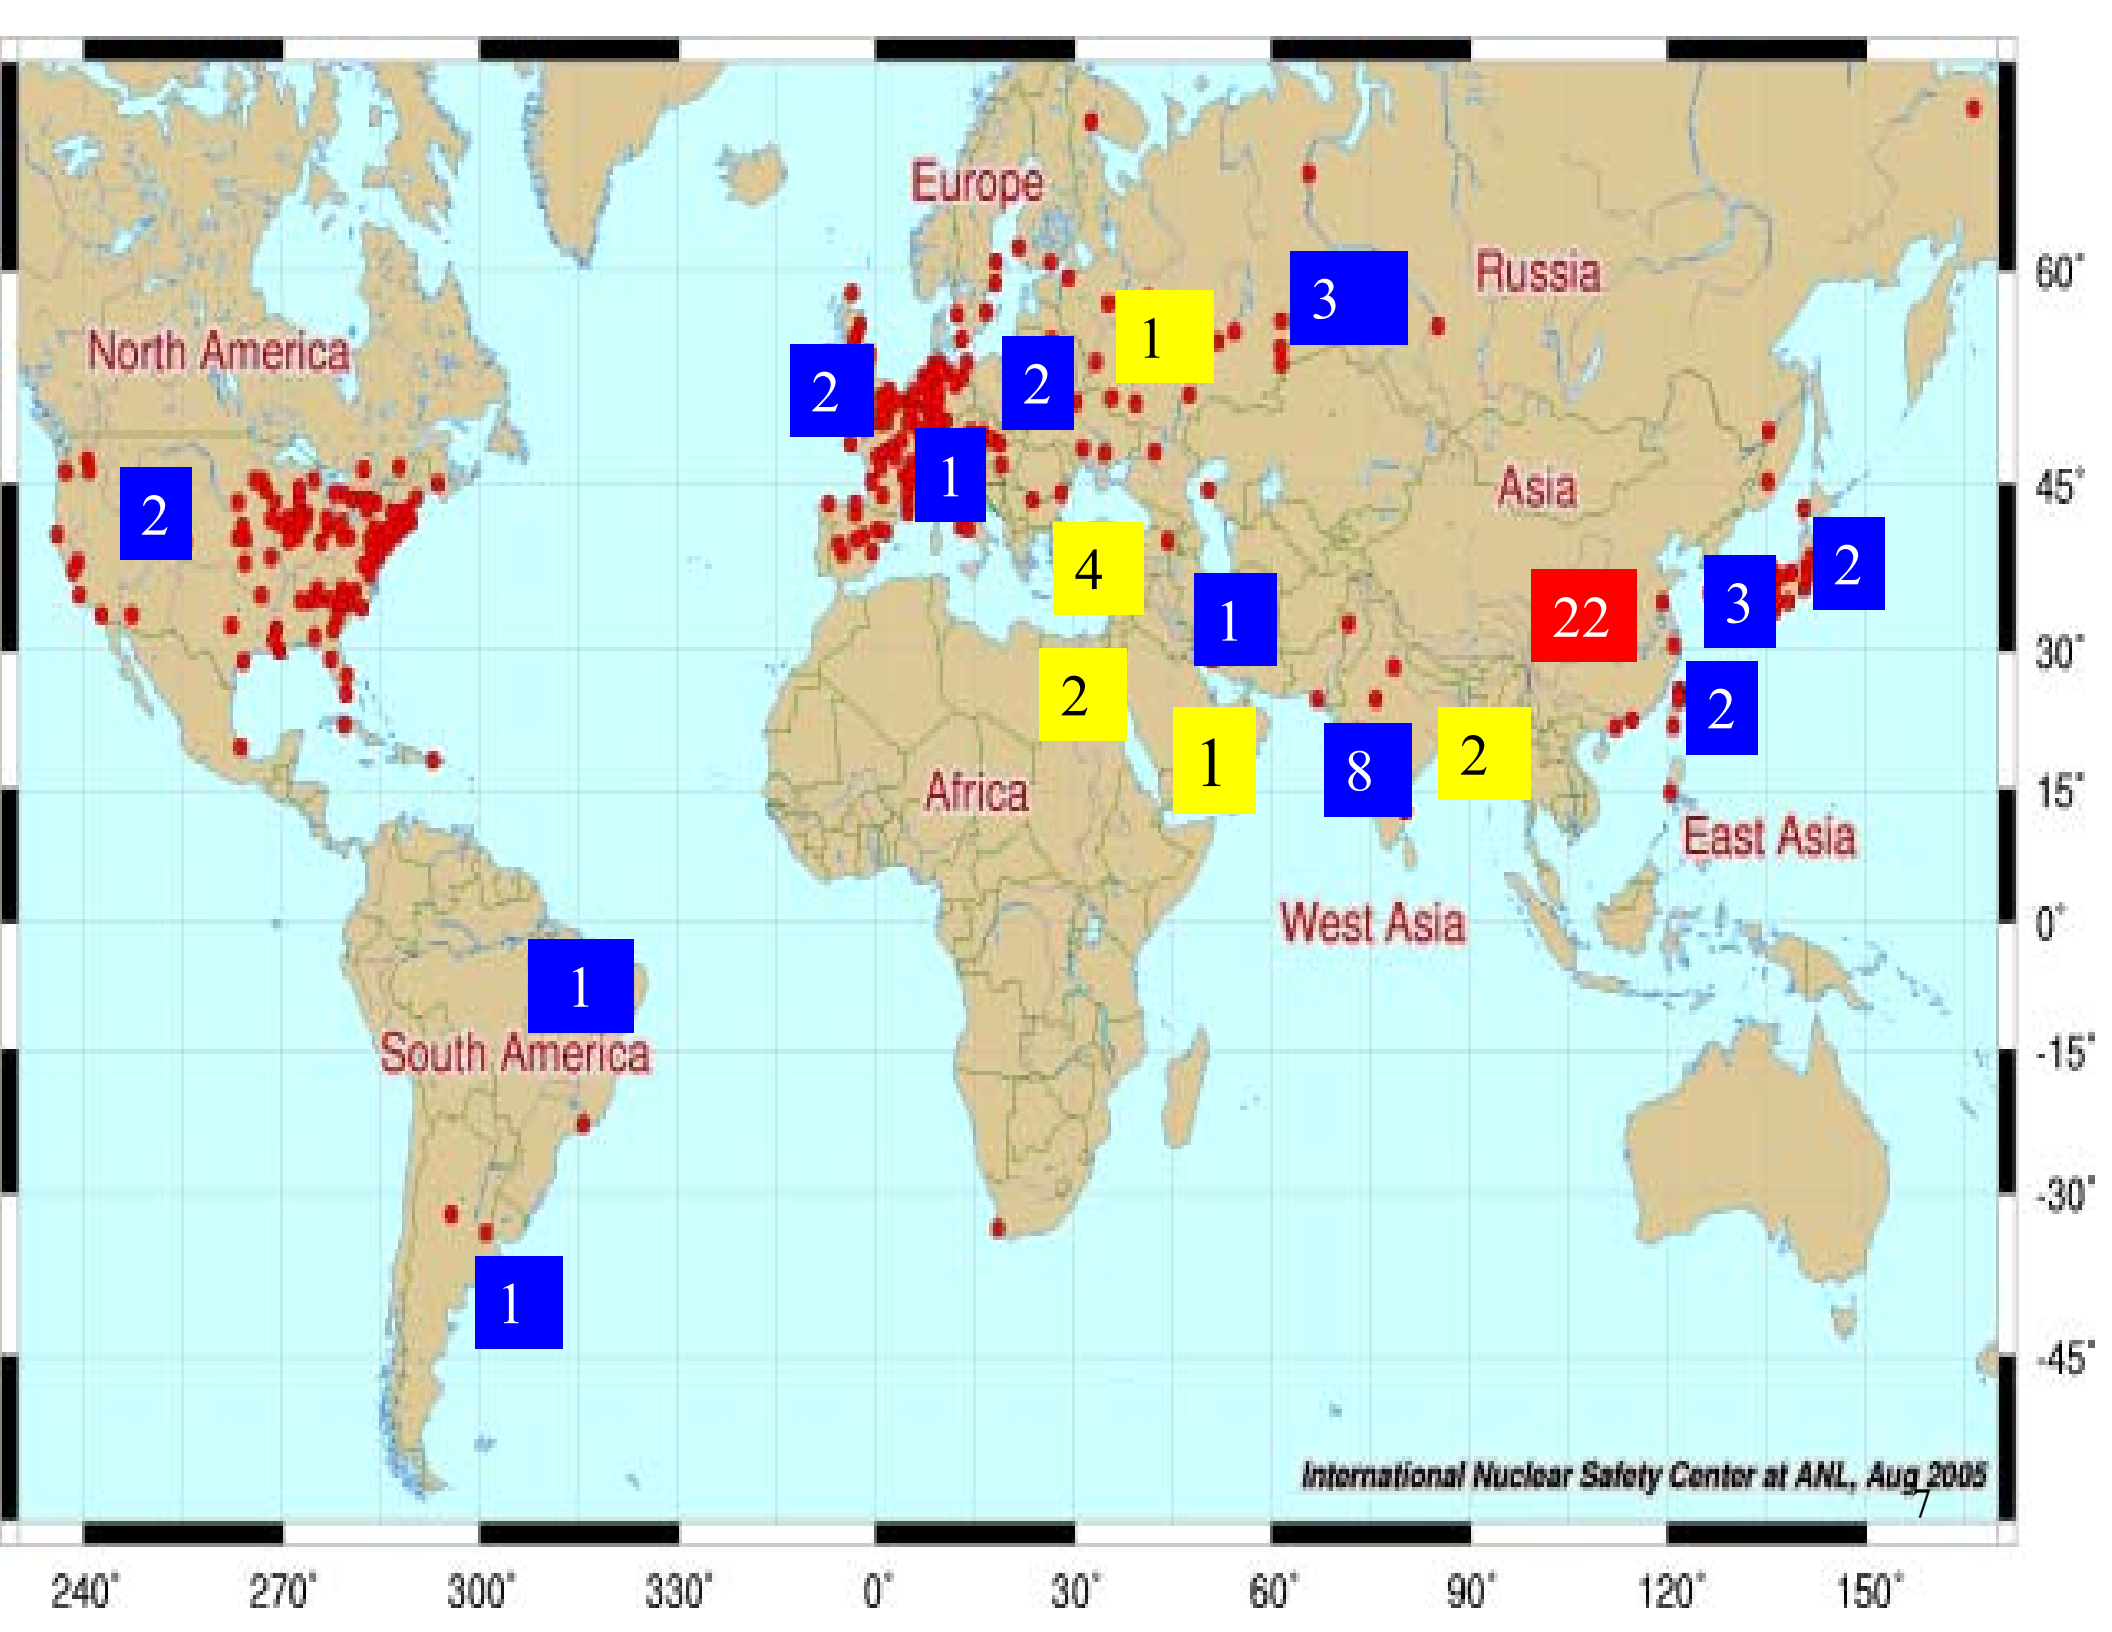 Europe
Russia
60°
3
1
North America
2
2
1
2
Asia
45°
2
4
1
22
3
2
30°
2
2
1
8
2
Africa
15°
East Asia
West Asia
0°
1
South America
-15°
-30°
1
-45°
International Nuclear Safety Center at ANL, Aug 2005
7
240° 270° 300° 330° 0° 30° 60° 90° 120° 150°